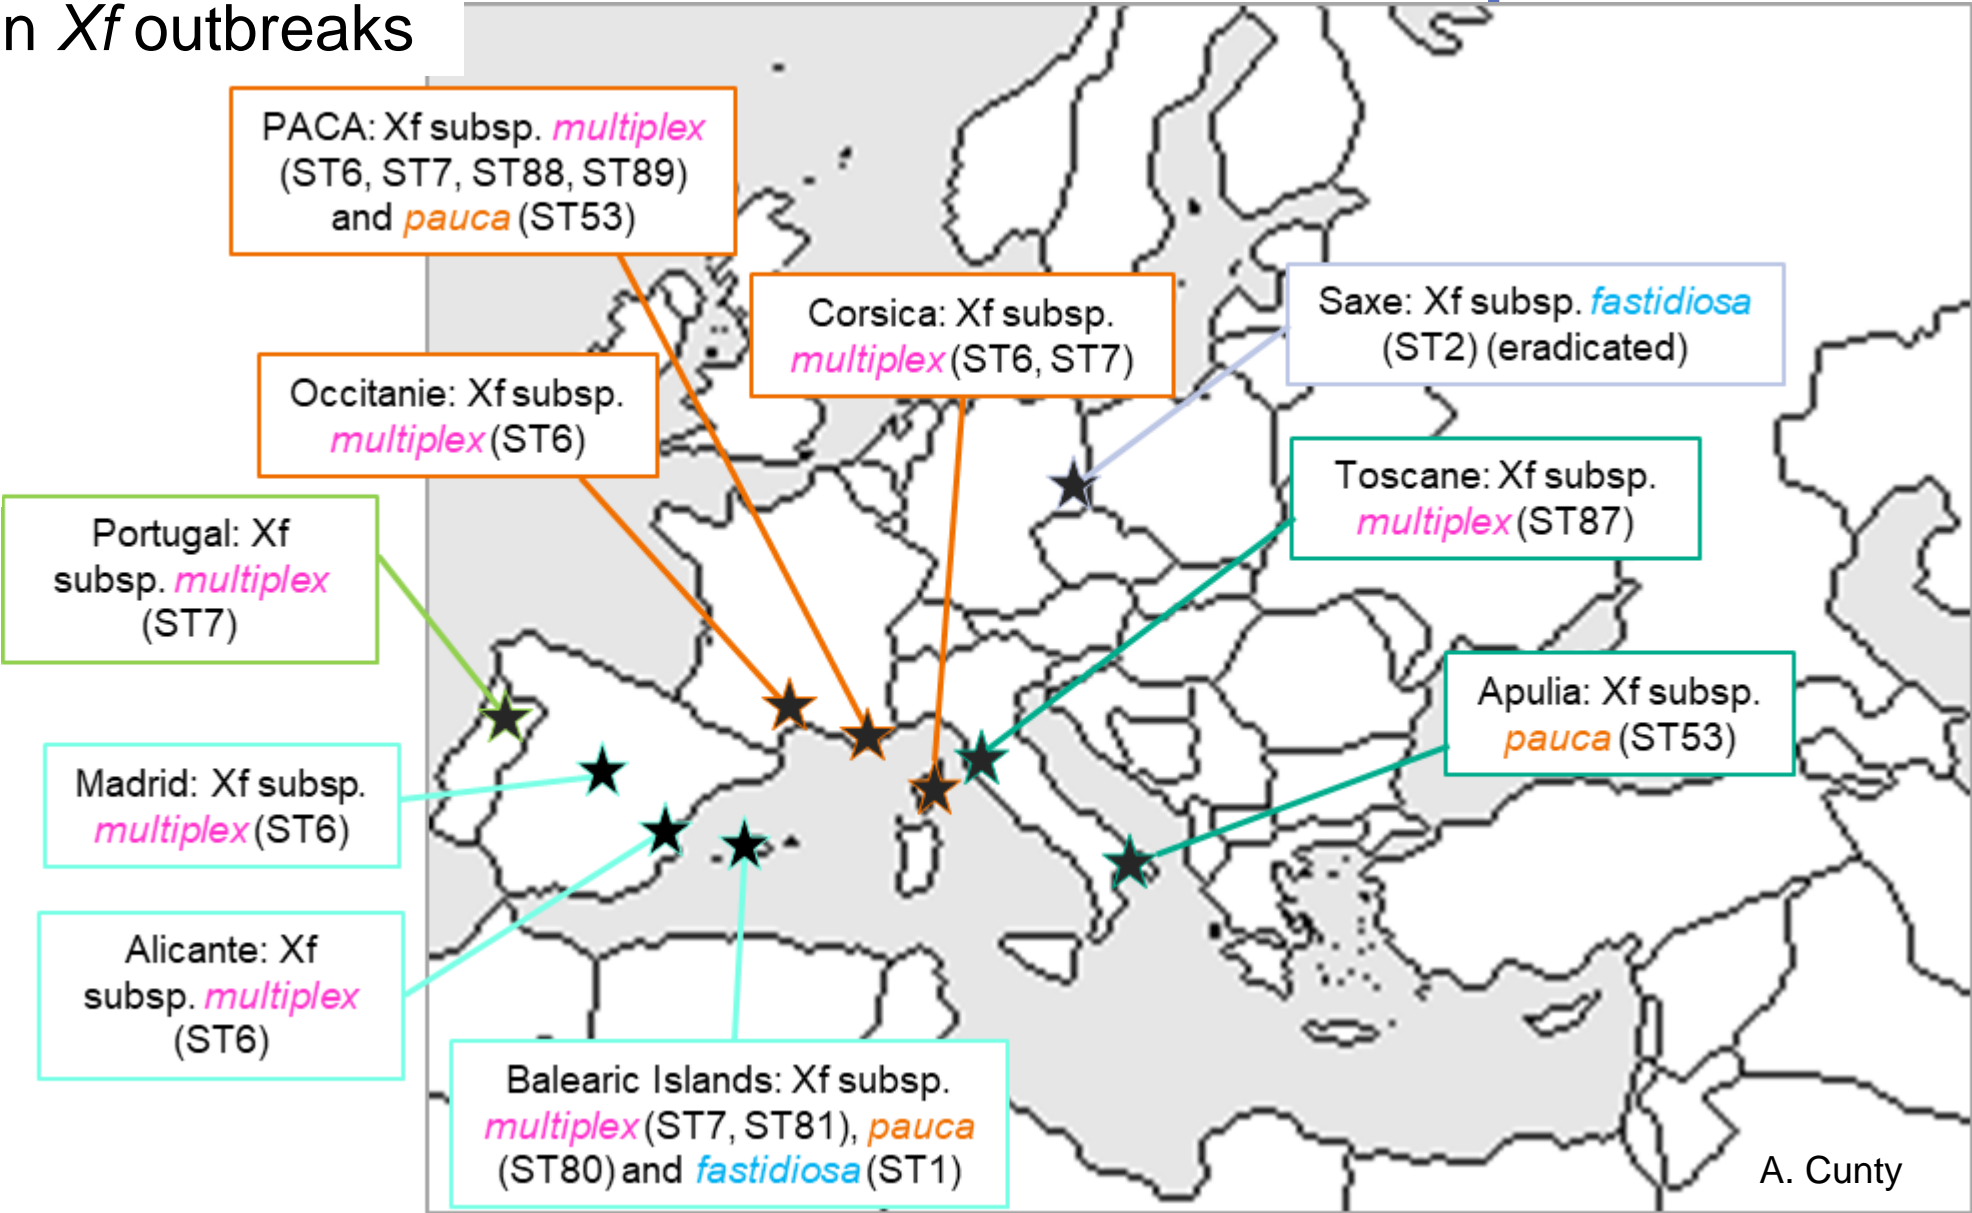 n Xf outbreaks
PACA: Xf subsp. multiplex
(ST6, ST7, ST88, ST89)
and pauca (ST53)
Corsica: Xf subsp.
multiplex (ST6, ST7)
Saxe: Xf subsp. fastidiosa
(ST2) (eradicated)
Occitanie: Xf subsp.
multiplex (ST6)
Toscane: Xf subsp.
multiplex (ST87)
Portugal: Xf
subsp. multiplex
(ST7)
Apulia: Xf subsp.
pauca (ST53)
Madrid: Xf subsp.
multiplex (ST6)
Alicante: Xf
subsp. multiplex
(ST6)
Balearic Islands: Xf subsp.
multiplex (ST7, ST81), pauca
(ST80) and fastidiosa (ST1)
A. Cunty